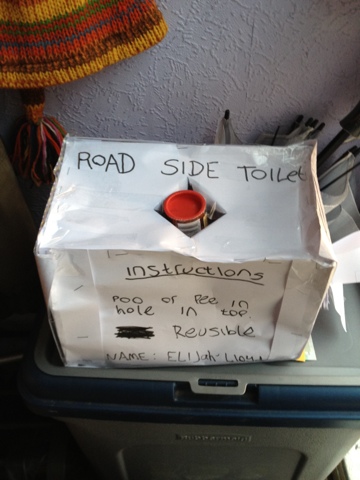 ROAD SIDE TOILET
instructions
POO or Pee in
hole in top.
Reusible
NAME: ELIJAH-